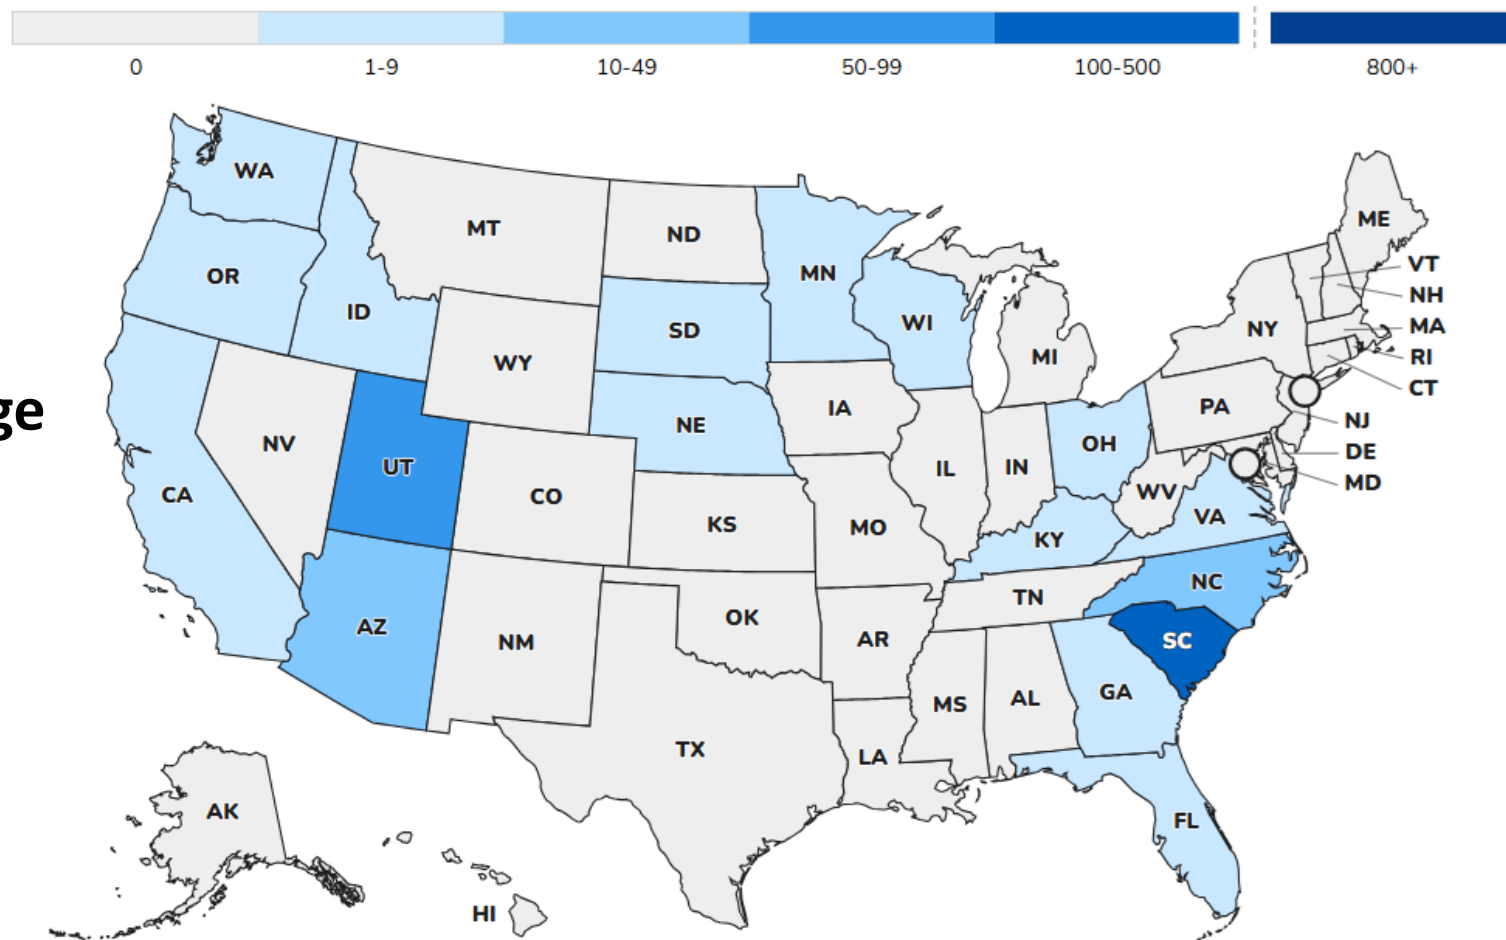 0 1-9 10-49 50-99 100-500 800+
WA
MT
ND
ME
OR
MN
VT
ID
SD
WI
NH
NY
MA
WY
MI
RI
CT
ge
IA
PA
NE
NJ
NV
UT
OH
DE
CA
CO
IL
IN
MD
WV
KS
MO
VA
KY
NC
TN
AZ
NM
OK
AR
SC
GA
MS
AL
TX
LA
AK
FL
HI